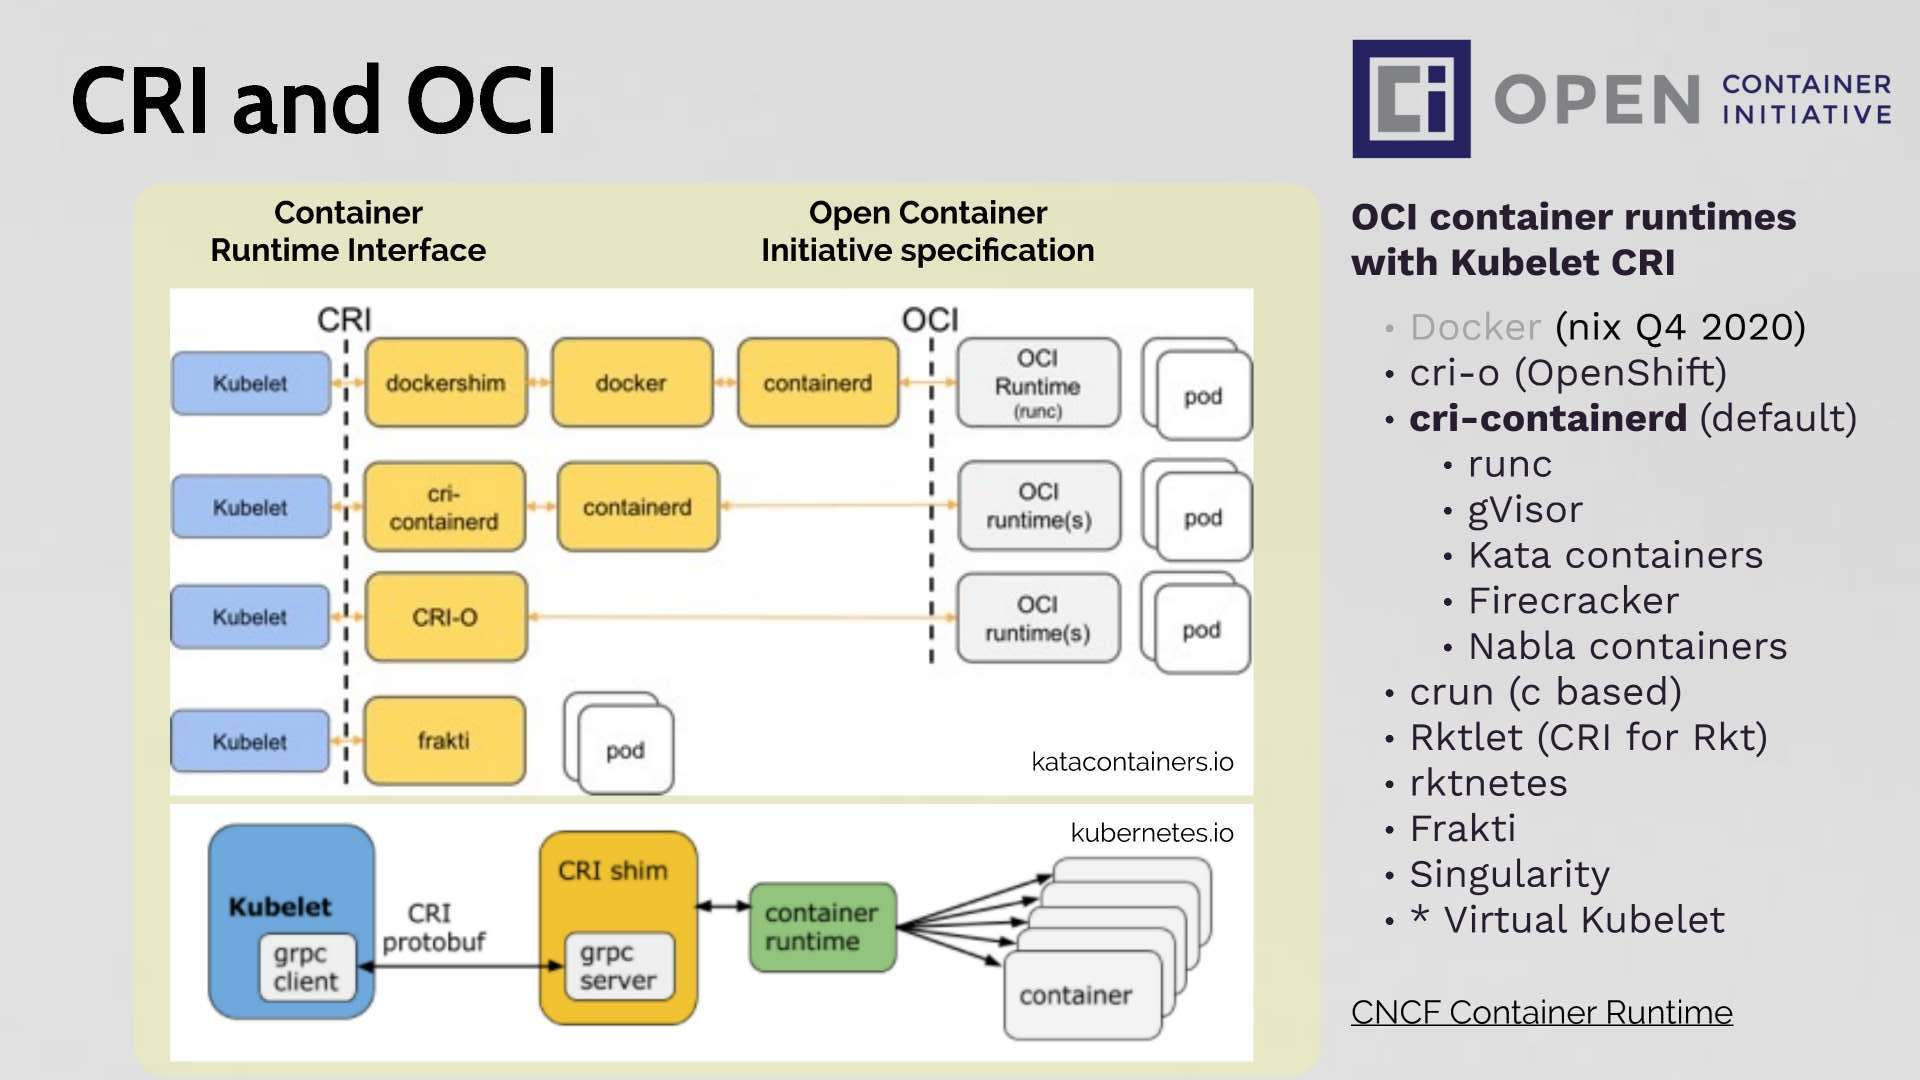 CRI and OCI
Ci OPEN CONTAINER
INITIATIVE
Container
Runtime Interface
Open Container
Initiative specification
CRI
OCI
Kubelet
dockershim
docker
containerd
OCI
Runtime
(runc)
pod
Kubelet
cri-
containerd
containerd
OCI
runtime(s)
pod
Kubelet
CRI-O
OCI
runtime(s)
pod
Kubelet
frakti
pod
katacontainers.io
kubernetes.io
Kubelet
grpc
client
CRI
protobuf
CRI shim
grpc
server
container
runtime
container
OCI container runtimes
with Kubelet CRI
• Docker (nix Q4 2020)
• cri-o (OpenShift)
• cri-containerd (default)
• runc
• gVisor
• Kata containers
• Firecracker
• Nabla containers
• crun (c based)
• Rktlet (CRI for Rkt)
• rktnetes
• Frakti
• Singularity
• * Virtual Kubelet
CNCF Container Runtime